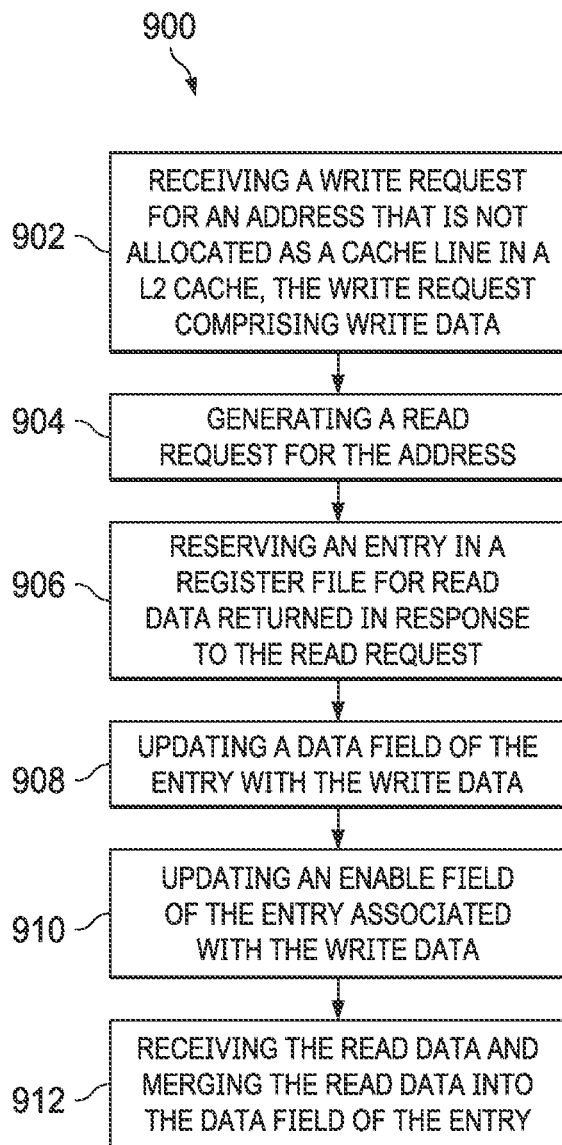 900
902
RECEIVING A WRITE REQUEST
FOR AN ADDRESS THAT IS NOT
ALLOCATED AS A CACHE LINE IN A
L2 CACHE, THE WRITE REQUEST
COMPRISING WRITE DATA
904
GENERATING A READ
REQUEST FOR THE ADDRESS
906
RESERVING AN ENTRY IN A
REGISTER FILE FOR READ
DATA RETURNED IN RESPONSE
TO THE READ REQUEST
908
UPDATING A DATA FIELD OF THE
ENTRY WITH THE WRITE DATA
910
UPDATING AN ENABLE FIELD
OF THE ENTRY ASSOCIATED
WITH THE WRITE DATA
912
RECEIVING THE READ DATA AND
MERGING THE READ DATA INTO
THE DATA FIELD OF THE ENTRY